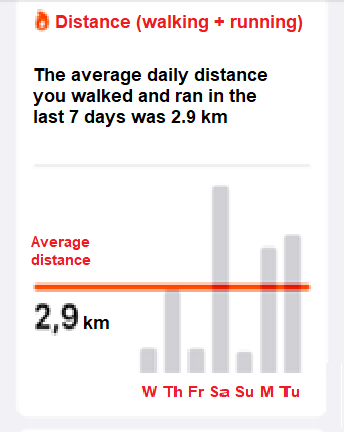 Distance (walking + running)
The average daily distance
you walked and ran in the
last 7 days was 2.9 km
Average
distance
2,9 km
W Th Fr Sa Su M Tu